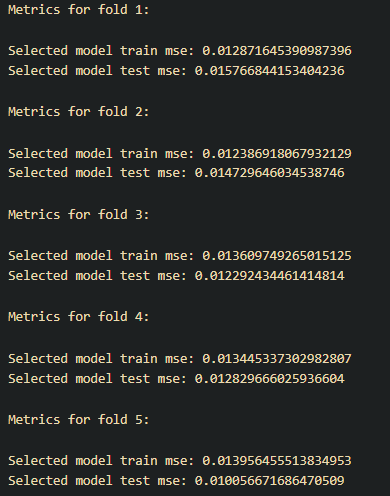 Metrics for fold 1:
Selected model train mse: 0.012871645390987396
Selected model test mse: 0.015766844153404236
Metrics for fold 2:
Selected model train mse: 0.012386918067932129
Selected model test mse: 0.014729646034538746
Metrics for fold 3:
Selected model train mse: 0.013609749265015125
Selected model test mse: 0.012292434461414814
Metrics for fold 4:
Selected model train mse: 0.013445337302982807
Selected model test mse: 0.012829666025936604
Metrics for fold 5:
Selected model train mse: 0.013956455513834953
Selected model test mse: 0.010056671686470509